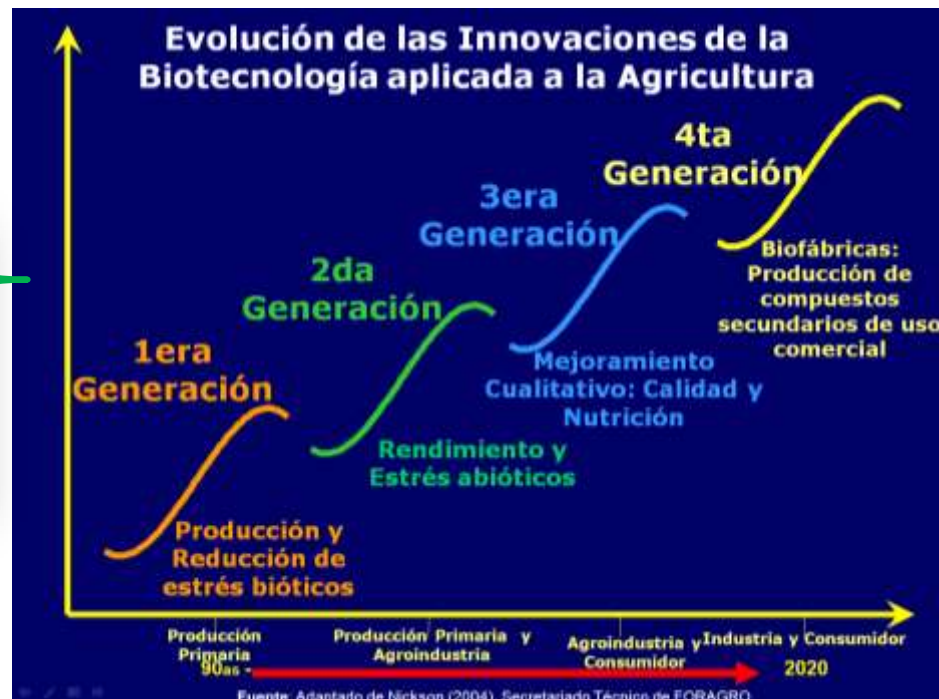 Evolución de las Innovaciones de la
Biotecnología aplicada a la Agricultura
4ta
Generación
3era
Generación
2da
Generación
1era
Generación
Biofábricas:
Producción de
compuestos
secundarios de uso
comercial
Mejoramiento
Cualitativo: Calidad y
Nutrición
Rendimiento y
Estrés abióticos
Producción y
Reducción de
estrés bióticos
Producción
Primaria
Producción Primaria y
Agroindustria
Agroindustria y
Consumidor
Industria y Consumidor
90as -
2020
Fuente: Adaptado de Nickson (2004), Secretariado Técnico de FORAGRO